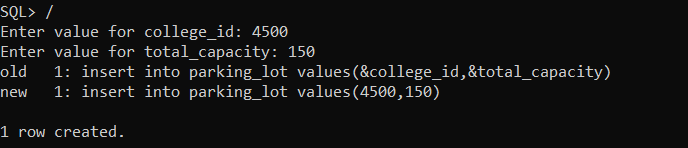 SQL> /
Enter value for college_id: 4500
Enter value for total_capacity: 150
old   1: insert into parking_lot values(&college_id,&total_capacity)
new   1: insert into parking_lot values(4500,150)
1 row created.